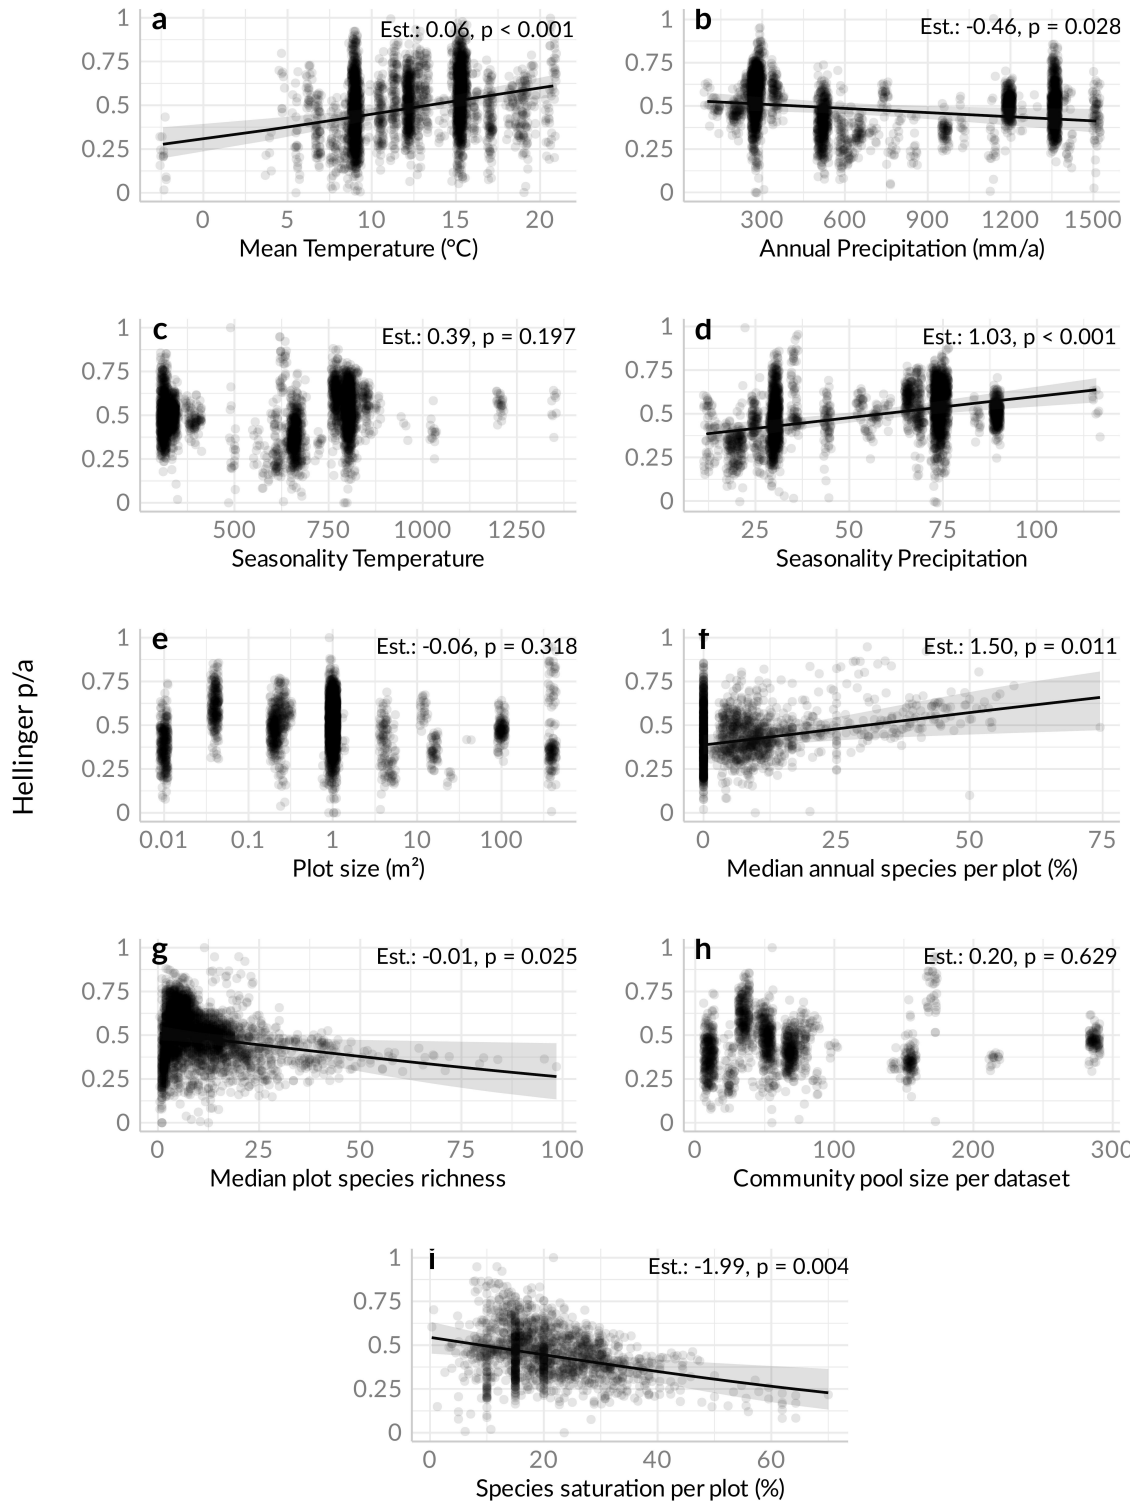 a
Est.: 0.06, p < 0.001
1
0.75
0.5
0.25
0
0 5 10 15 20
Mean Temperature (°C)
b
Est.: -0.46, p = 0.028
1
0.75
0.5
0.25
0
300 600 900 1200 1500
Annual Precipitation (mm/a)
c
Est.: 0.39, p = 0.197
1
0.75
0.5
0.25
0
500 750 1000 1250
Seasonality Temperature
d
Est.: 1.03, p < 0.001
1
0.75
0.5
0.25
0
25 50 75 100
Seasonality Precipitation
Hellinger p/a
e
Est.: -0.06, p = 0.318
1
0.75
0.5
0.25
0
0.01 0.1 1 10 100
Plot size (m²)
f
Est.: 1.50, p = 0.011
1
0.75
0.5
0.25
0
0 25 50 75
Median annual species per plot (%)
g
Est.: -0.01, p = 0.025
1
0.75
0.5
0.25
0
0 25 50 75 100
Median plot species richness
h
Est.: 0.20, p = 0.629
1
0.75
0.5
0.25
0
0 100 200 300
Community pool size per dataset
i
Est.: -1.99, p = 0.004
1
0.75
0.5
0.25
0
0 20 40 60
Species saturation per plot (%)